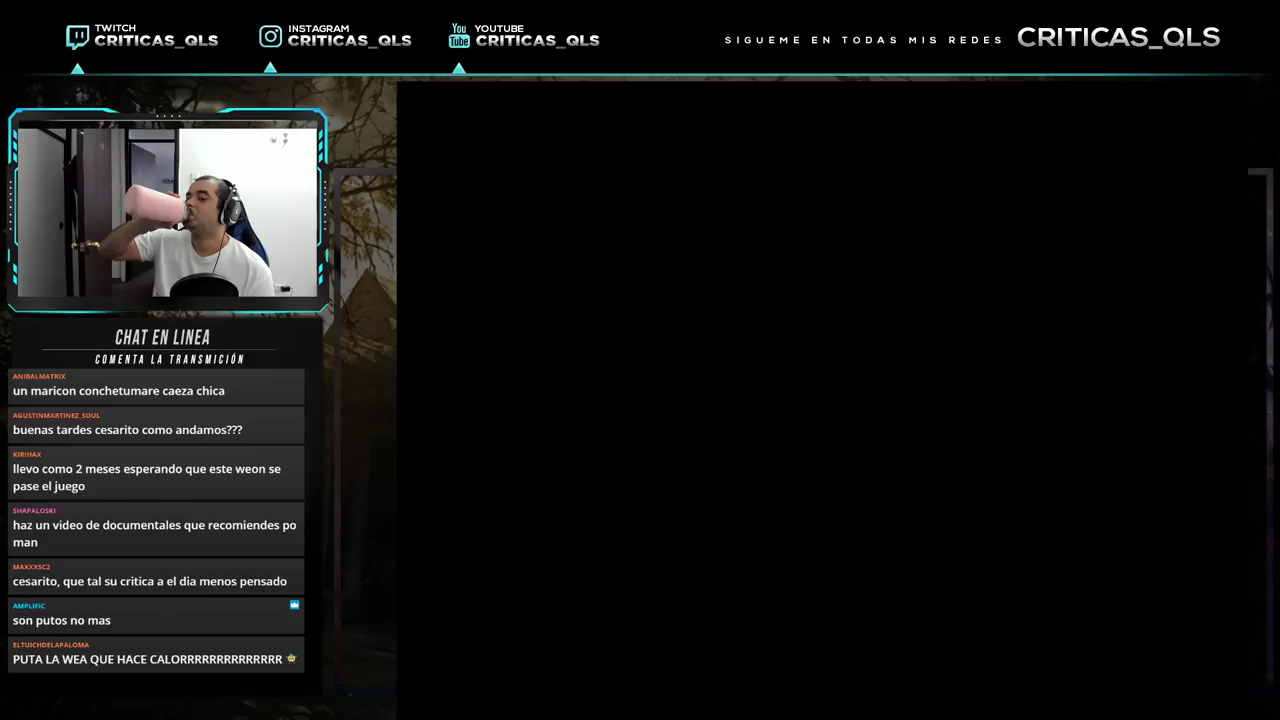 TWITCH
CRITICAS_QLS
INSTAGRAM
CRITICAS_QLS
You
Tube
YOUTUBE
CRITICAS_QLS
SIGUEME EN TODAS MIS REDES
CRITICAS_QLS
CHAT EN LINEA
COMENTA LA TRANSMICIÓN
ANIBALMATRIX
un maricon conchetumare caeza chica
AGUSTINMARTINEZ_SOUL
buenas tardes cesarito como andamos???
KIRIHAX
llevo como 2 meses esperando que este weon se
pase el juego
SHAPALOSKI
haz un video de documentales que recomiendes po
man
MAXXXSC2
cesarito, que tal su critica a el dia menos pensado
AMPLIFIC
son putos no mas
ELTUICHDELAPALOMA
PUTA LA WEA QUE HACE CALORRRRRRRRRRRRRR